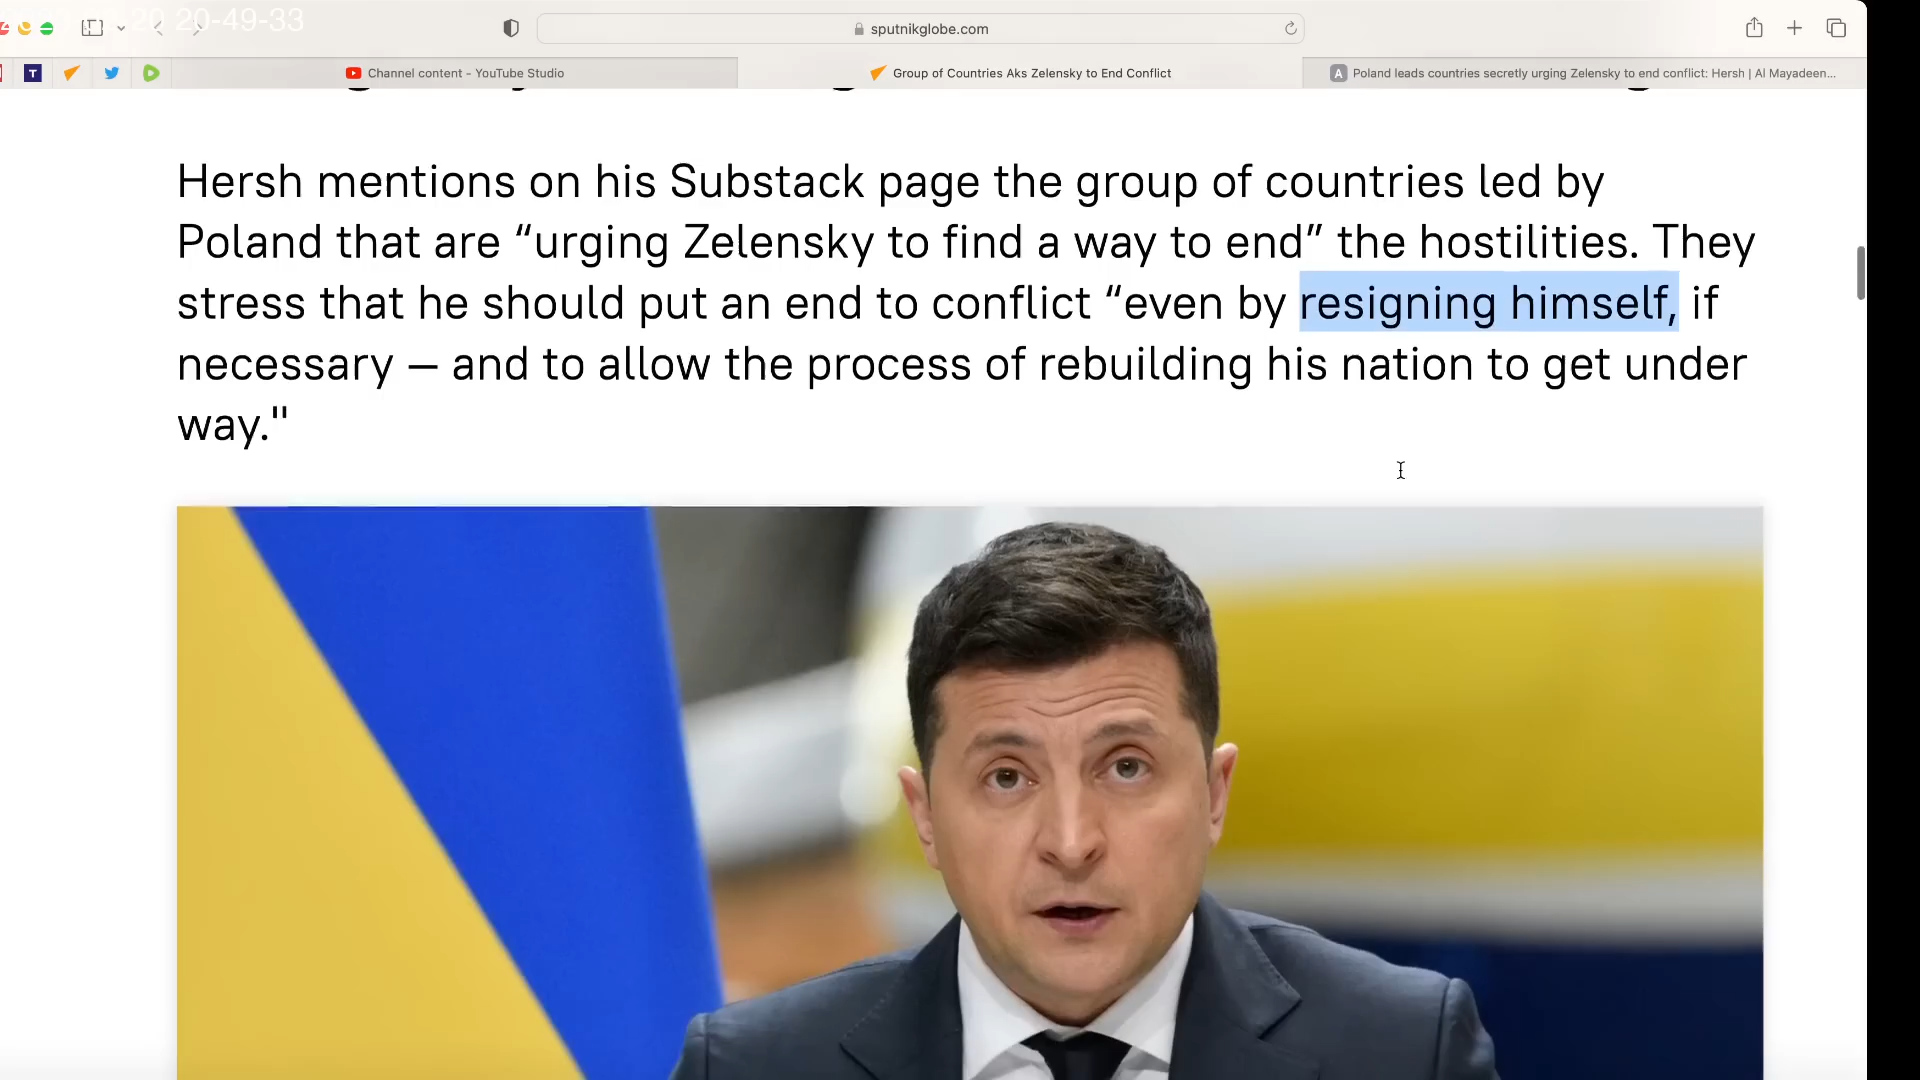 20 20-49-33
sputnikglobe.com
T
Channel content - YouTube Studio
Group of Countries Aks Zelensky to End Conflict
A
Poland leads countries secretly urging Zelensky to end conflict: Hersh | Al Mayadeen...
Hersh mentions on his Substack page the group of countries led by
Poland that are “urging Zelensky to find a way to end” the hostilities. They
stress that he should put an end to conflict “even by resigning himself, if
necessary — and to allow the process of rebuilding his nation to get under
way."